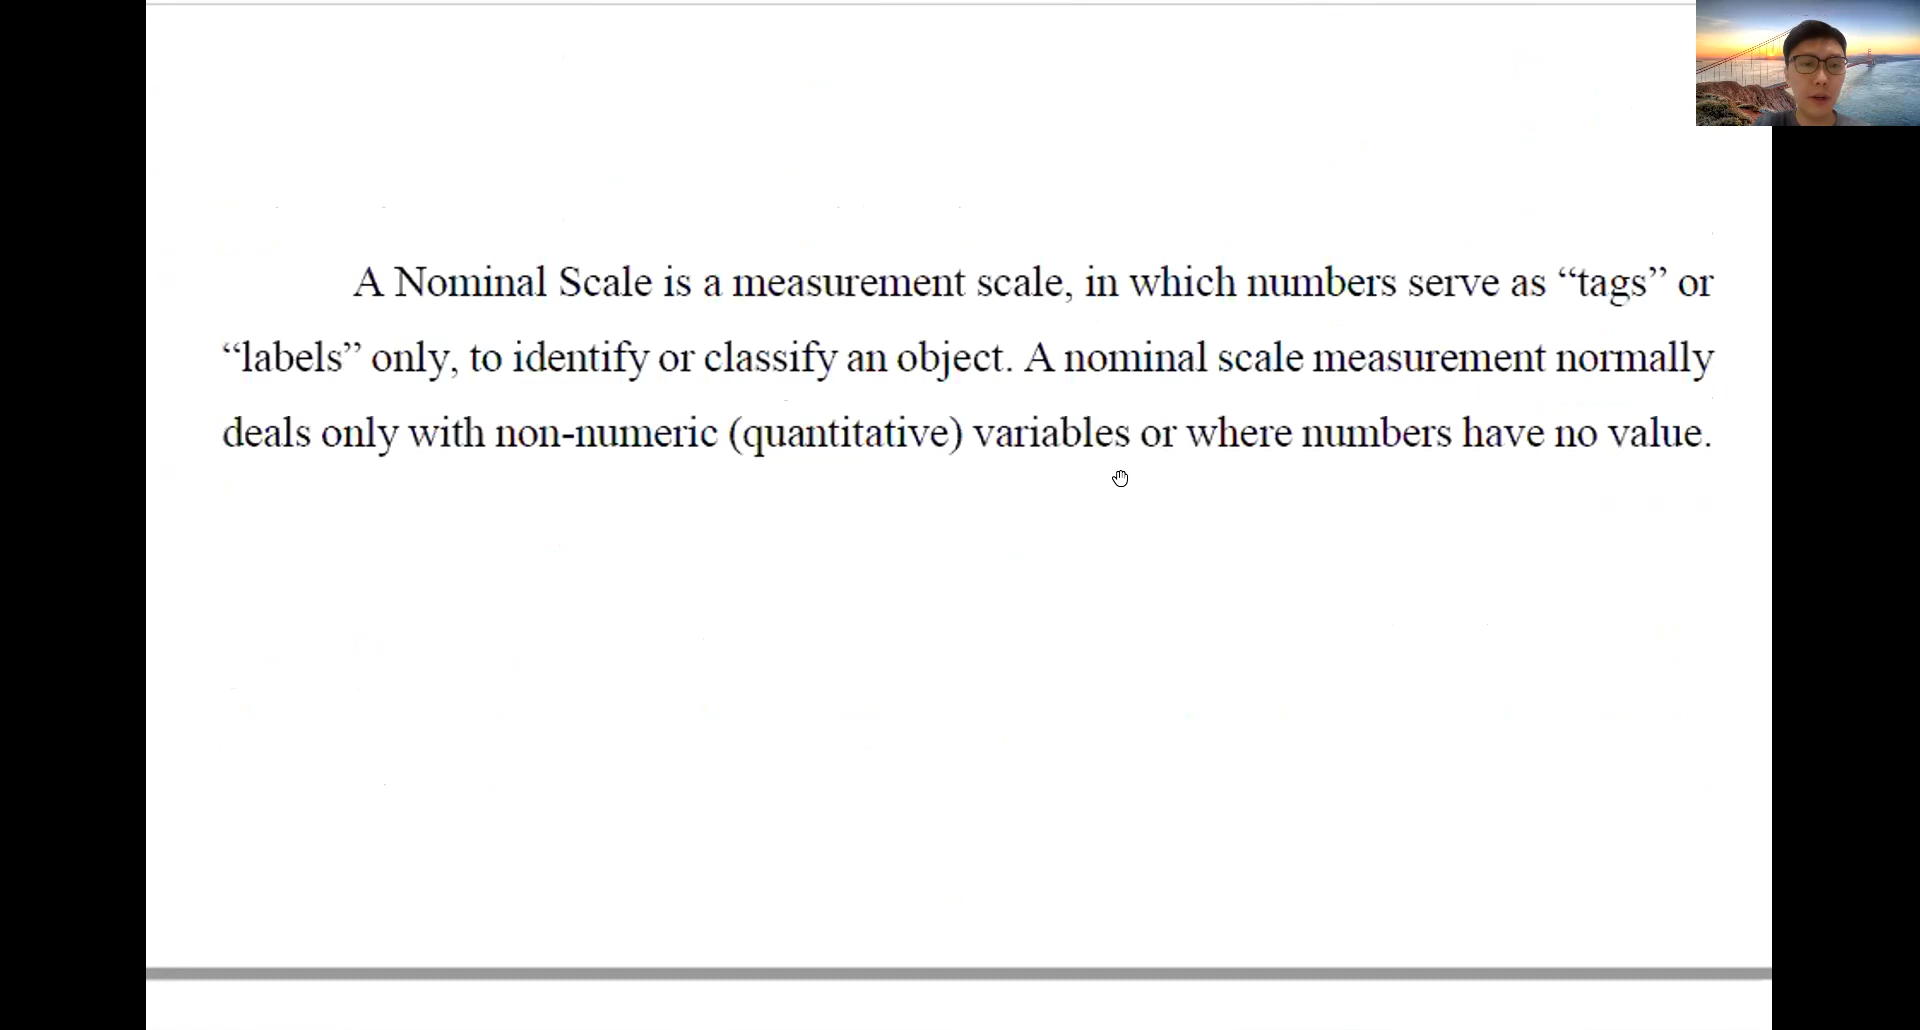 A Nominal Scale is a measurement scale, in which numbers serve as “tags” or
“labels” only, to identify or classify an object. A nominal scale measurement normally
deals only with non-numeric (quantitative) variables or where numbers have no value.